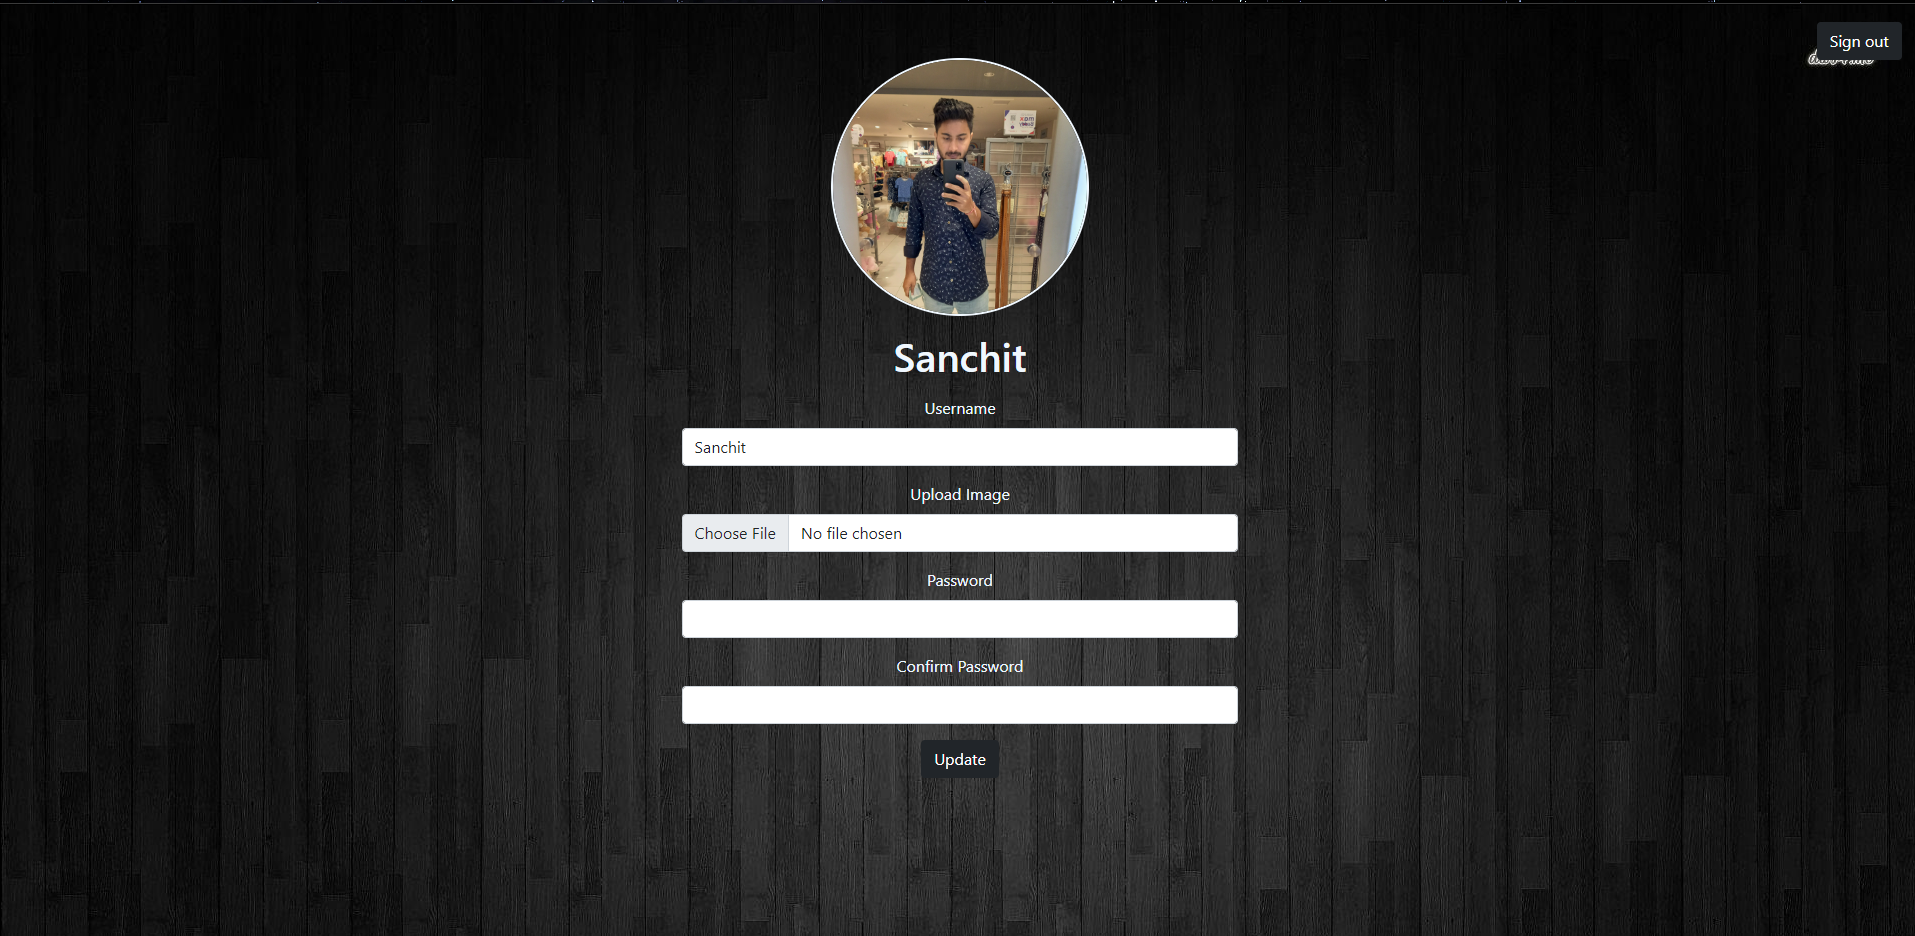 Sign out
Sanchit
Username
Sanchit
Upload Image
Choose File No file chosen
Password
Confirm Password
Update